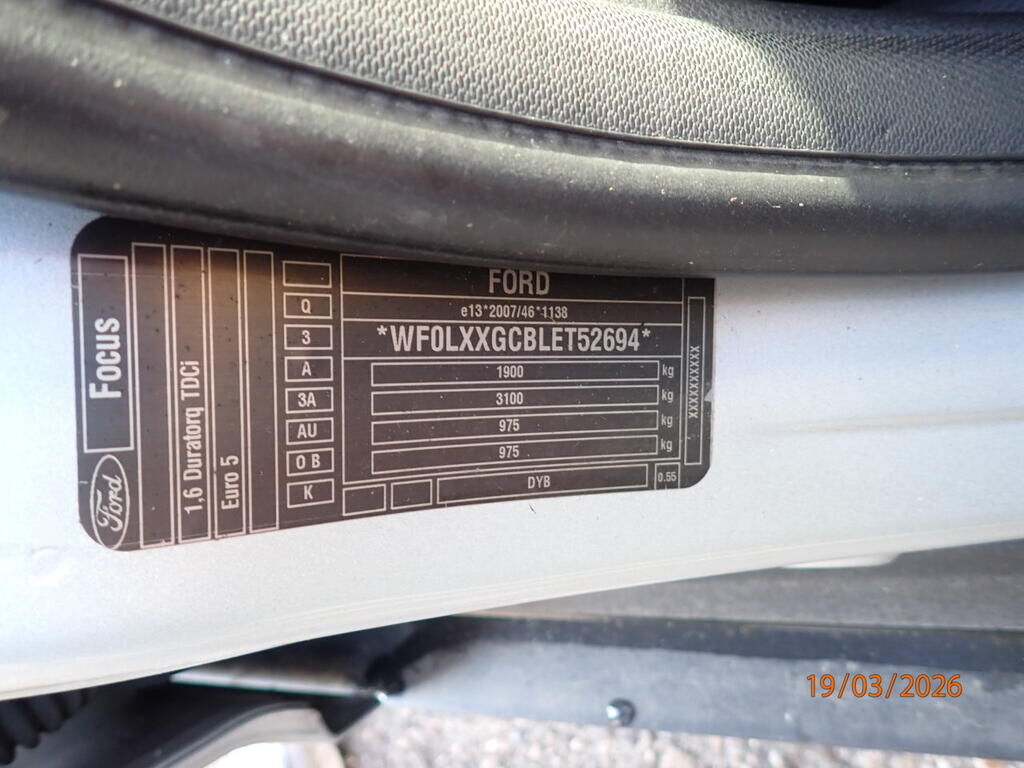 FORD
e13*2007/46*1138
*WF0LXXGCBLET52694*
1900 kg
3100 kg
975 kg
975 kg
DYB
0.55
XXXXXXXXXX
Q
3
A
3A
AU
0 B
K
Focus
1,6 Duratorq TDCi
Euro 5
Ford
19/03/2026